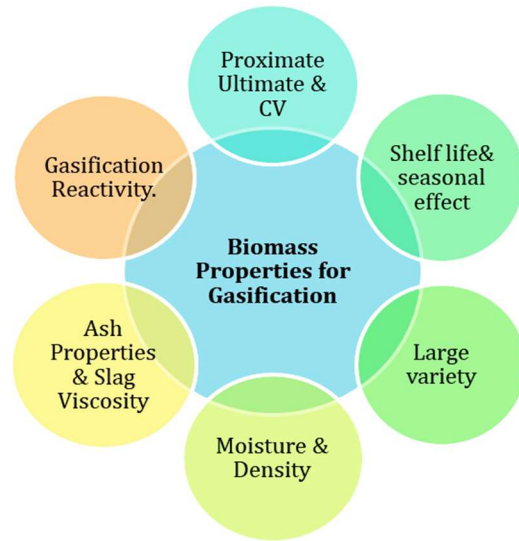 Proximate
Ultimate &
CV
Shelf life&
seasonal
effect
Large
variety
Moisture &
Density
Ash
Properties
& Slag
Viscosity
Gasification
Reactivity.
Biomass
Properties for
Gasification